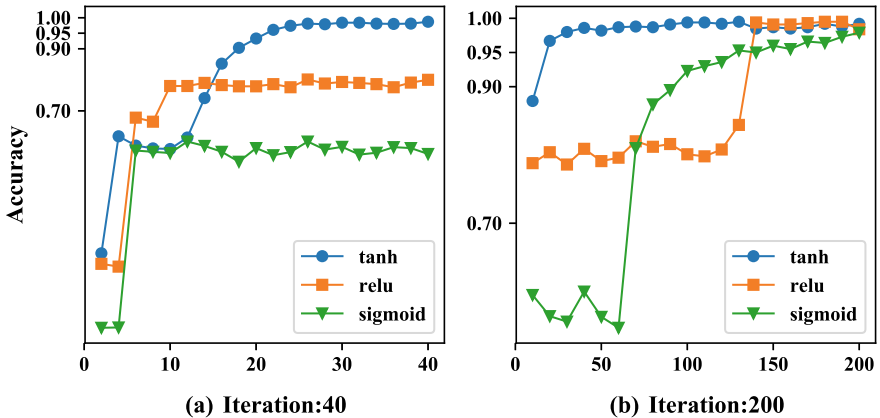 Accuracy
1.00
0.95
0.90
0.70
tanh
relu
sigmoid
0 10 20 30 40
(a) Iteration:40
1.00
0.95
0.90
0.70
tanh
relu
sigmoid
0 50 100 150 200
(b) Iteration:200